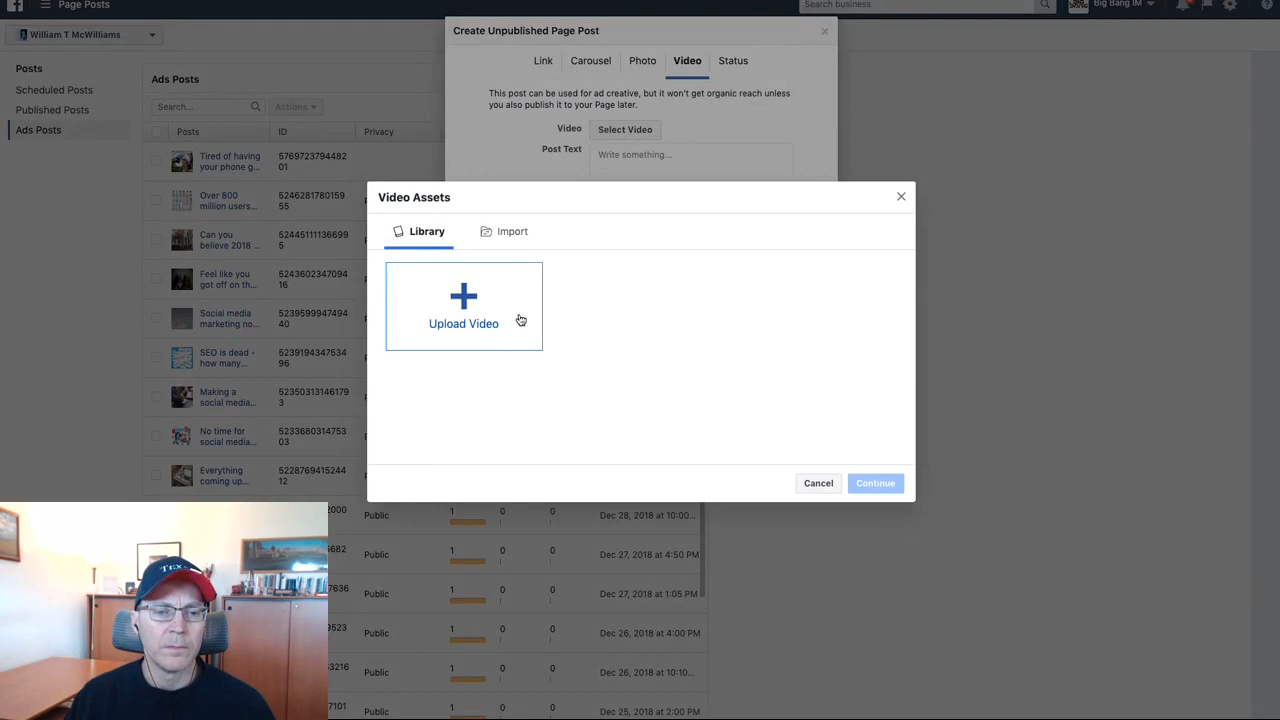 Page Posts
Search business
Big Bang IM
William T McWilliams
Create Unpublished Page Post
Link Carousel Photo Video Status
This post can be used for ad creative, but it won't get organic reach unless
you also publish it to your Page later.
Video Select Video
Post Text Write something...
Posts
Scheduled Posts
Published Posts
Ads Posts
Ads Posts
Search... Actions
Posts ID Privacy
Tired of having
your phone g...
5769723794482
01
Over 800
million users...
5246281780159
55
Can you
believe 2018 ...
5244511136699
5
Feel like you
got off on th...
5243602347094
16
Social media
marketing no...
5239599947494
40
SEO is dead -
how many...
5239194347534
96
Making a
social media...
52350313146179
3
No time for
social media...
5233680314753
03
Everything
coming up...
5228769415244
12
Video Assets
Library Import
Upload Video
Cancel Continue
2000 Public 1 0 0 Dec 28, 2018 at 10:00...
5682 Public 1 0 0 Dec 27, 2018 at 4:50 PM
7636 Public 1 0 0 Dec 27, 2018 at 1:05 PM
9523 Public 1 0 0 Dec 26, 2018 at 4:00 PM
63216 Public 1 0 0 Dec 26, 2018 at 10:10...
7101 Public 1 0 0 Dec 25, 2018 at 2:00 PM
TEX